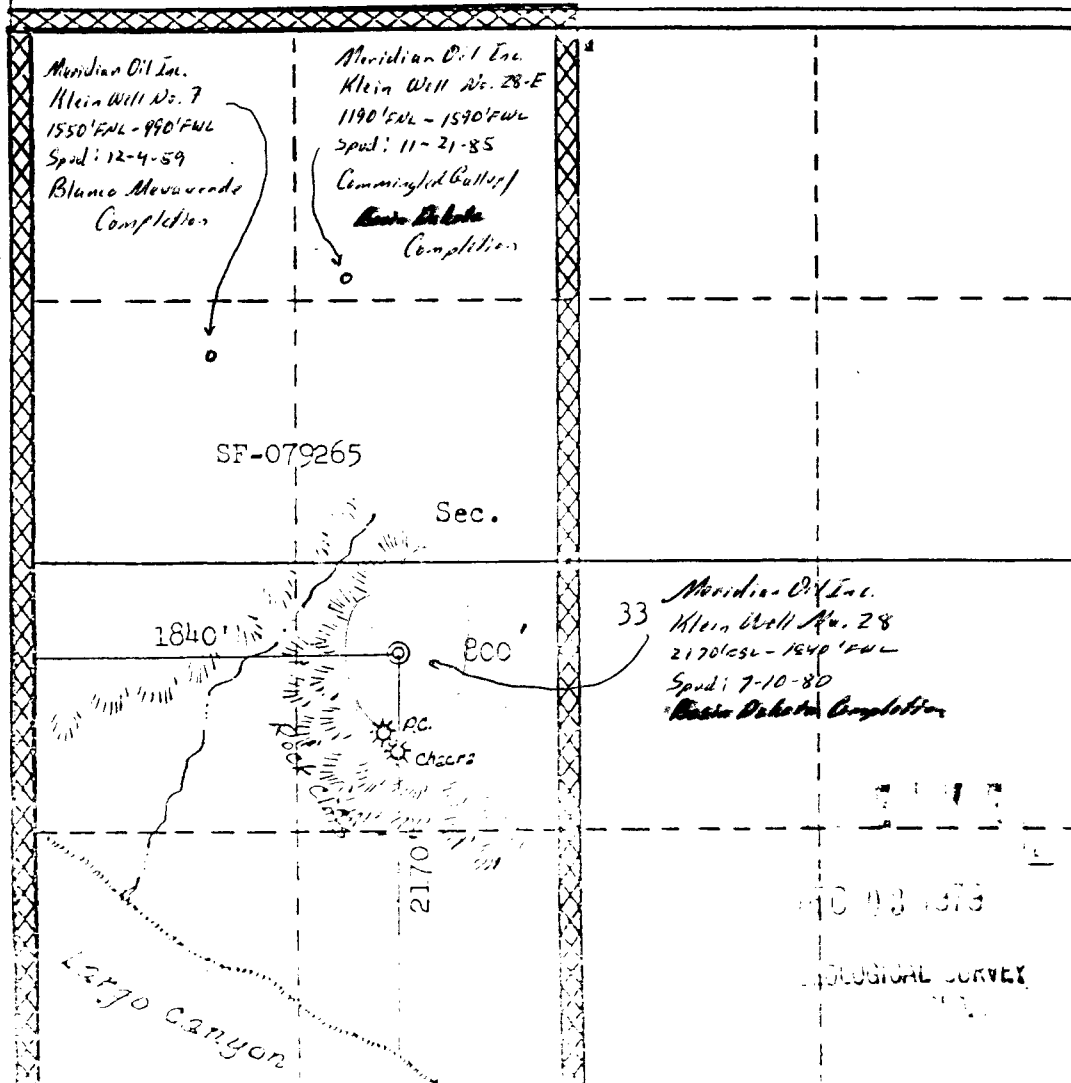 Meridian Oil Inc.
Klein Well No. 7
1550'FNL - 990'FWL
Spud: 12-4-59
Blanco Mesaverde
Completion
Meridian Oil Inc.
Klein Well No. 28-E
1190'FNL - 1590'FWL
Spud: 11-21-85
Commingled Gallup/
Basin Dakota
Completion
SF-079265
Sec.
33
Meridian Oil Inc.
Klein Well No. 28
2170'FSL - 1840'FWL
Spud: 7-10-80
Basin Dakota Completion
1840'
800'
P.C.
Chacra
Rock Cliffs
2170'
Largo Canyon
GEOLOGICAL SURVEY